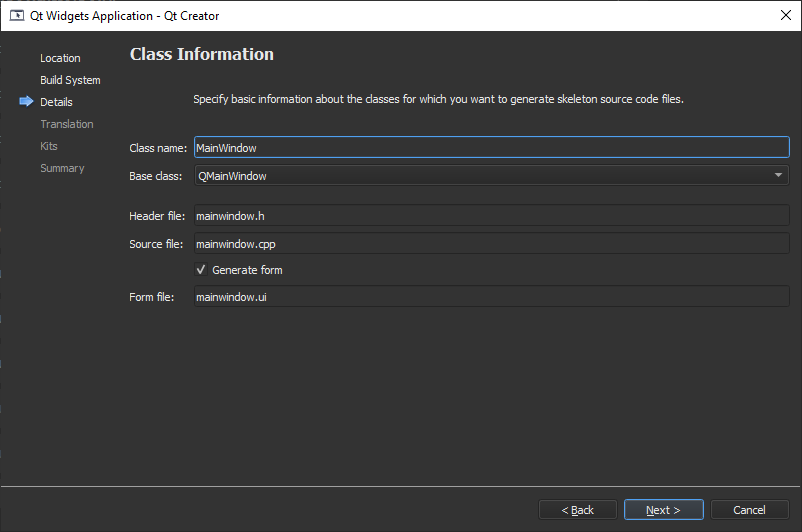 Qt Widgets Application - Qt Creator
Location
Build System
Details
Translation
Kits
Summary
Class Information
Specify basic information about the classes for which you want to generate skeleton source code files.
Class name: MainWindow
Base class: QMainWindow
Header file: mainwindow.h
Source file: mainwindow.cpp
Generate form
Form file: mainwindow.ui
< Back Next > Cancel